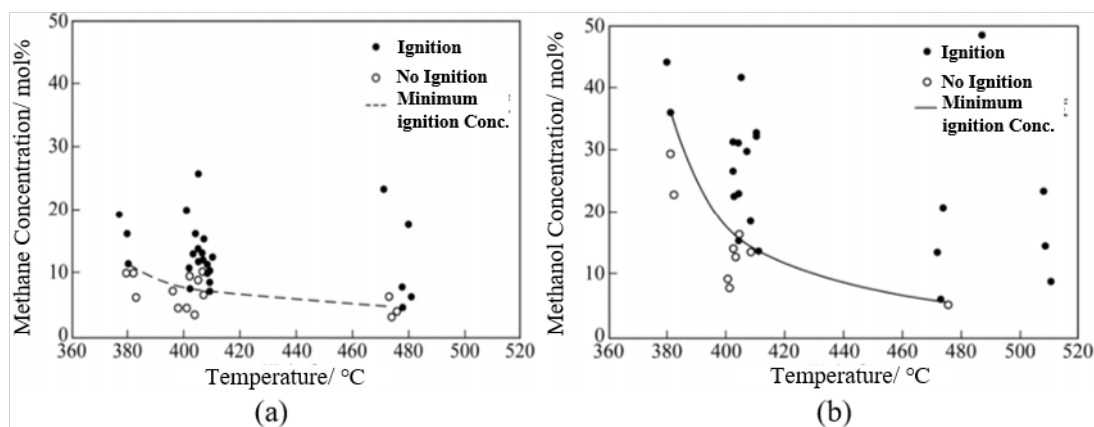 50
40
30
20
10
0
Methane Concentration/ mol%
Ignition
No Ignition
Minimum
ignition Conc.
360 380 400 420 440 460 480 500 520
Temperature/ °C
(a)
50
40
30
20
10
0
Methanol Concentration/ mol%
Ignition
No Ignition
Minimum
ignition Conc.
360 380 400 420 440 460 480 500 520
Temperature/ °C
(b)